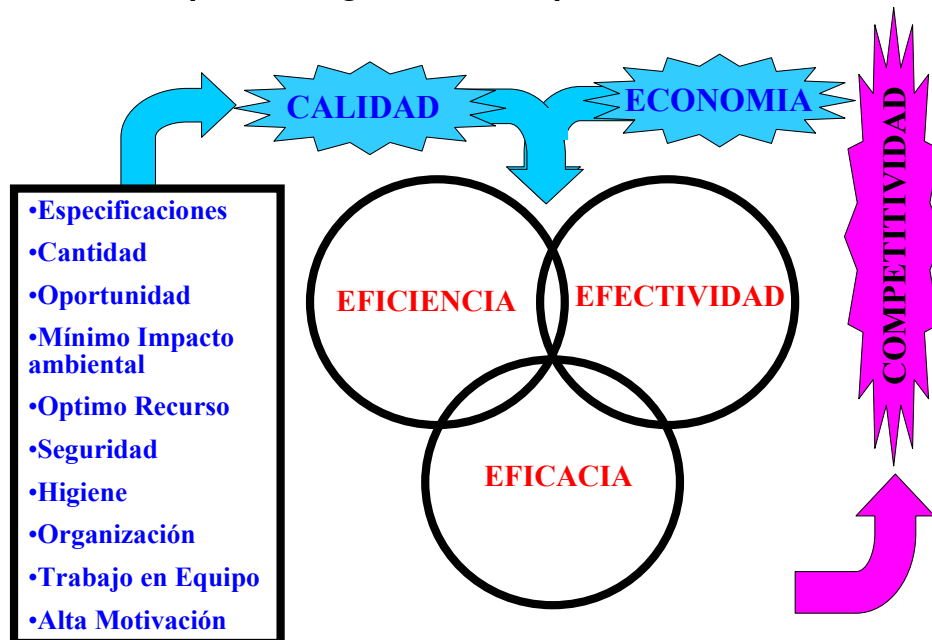 CALIDAD
ECONOMIA
COMPETITIVIDAD
•Especificaciones
•Cantidad
•Oportunidad
•Mínimo Impacto
ambiental
•Optimo Recurso
•Seguridad
•Higiene
•Organización
•Trabajo en Equipo
•Alta Motivación
EFICIENCIA
EFECTIVIDAD
EFICACIA